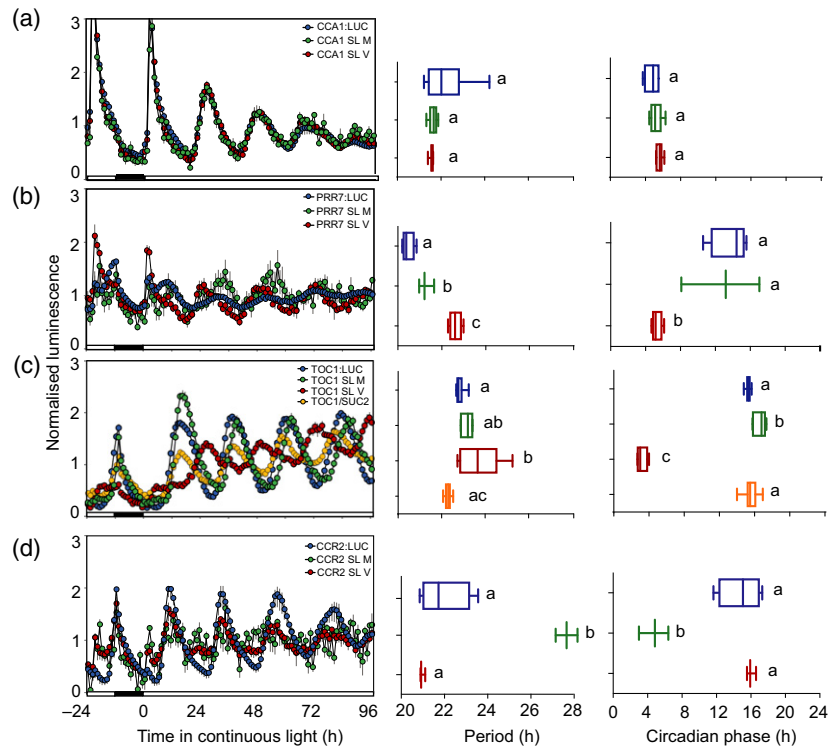 (a)
3
2
1
0
CCA1:LUC
CCA1 SL M
CCA1 SL V
a
a
a
a
a
a
(b)
3
2
1
0
PRR7:LUC
PRR7 SL M
PRR7 SL V
a
b
c
a
a
b
Normalised luminescence
(c)
3
2
1
0
TOC1:LUC
TOC1 SL M
TOC1 SL V
TOC1/SUC2
a
ab
b
ac
a
b
c
a
(d)
3
2
1
0
CCR2:LUC
CCR2 SL M
CCR2 SL V
a
b
a
a
b
a
–24 0 24 48 72 96
Time in continuous light (h)
20 22 24 26 28
Period (h)
0 4 8 12 16 20 24
Circadian phase (h)